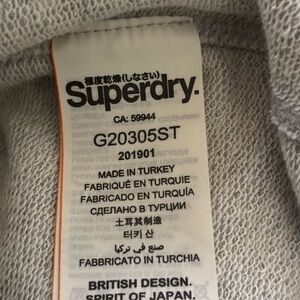 極度乾燥(しなさい)
Superdry.
CA: 59944
G20305ST
201901
MADE IN TURKEY
FABRIQUÉ EN TURQUIE
FABRICADO EN TURQUÍA
СДЕЛАНО В ТУРЦИИ
土耳其制造
터키 산
صنع في تركيا
FABBRICATO IN TURCHIA
BRITISH DESIGN.
SPIRIT OF JAPAN.